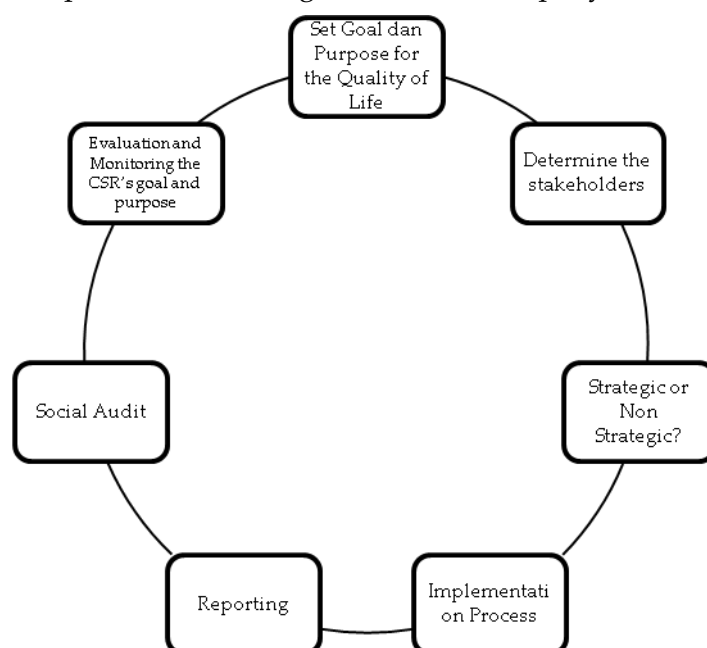 Set Goal dan
Purpose for
the Quality of
Life
Determine the
stakeholders
Strategic or
Non
Strategic?
Implementati
on Process
Reporting
Social Audit
Evaluation and
Monitoring the
CSR's goal and
purpose